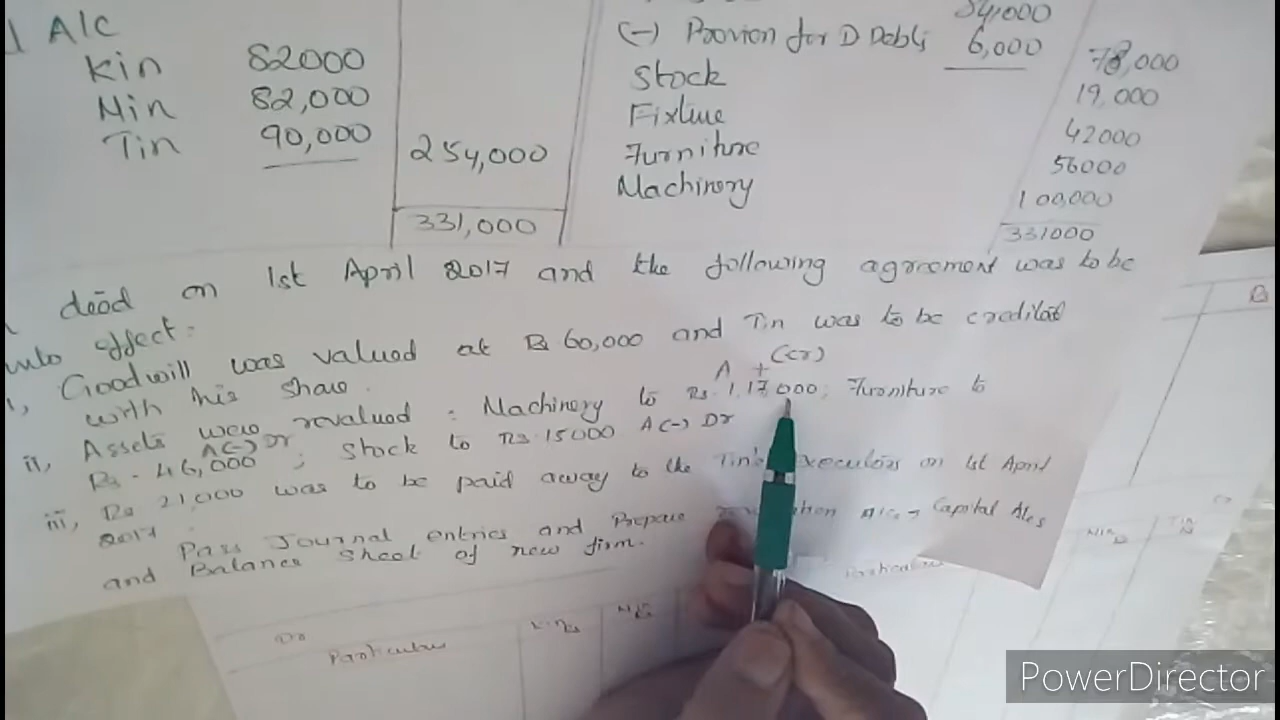 A/C
Kin 82000
Min 82,000
Tin 90,000 254,000
331,000
54,000
(-) Provion for D Debts 6,000 78,000
Stock 19,000
Fixture 42000
Furniture 56000
Machinery 100,000
331000
dead on 1st April 2017 and the following agreement was to be
into effect:
i, Goodwill was valued at Rs 60,000 and Tin was to be credited
with his share.
A + (Cr)
ii, Assets were revalued : Machinery to Rs. 1,17,000; Furniture to
A(-) Dr
Rs. 46,000 ; Stock to Rs. 15000 A(-) Dr
iii, Rs 21,000 was to be paid away to the Tin's Executors on 1st April
2017.
Pass Journal entries and Prepare A/c, Capital A/cs
and Balance Sheet of new firm.
Dr
Particulars
Particulars
PowerDirector